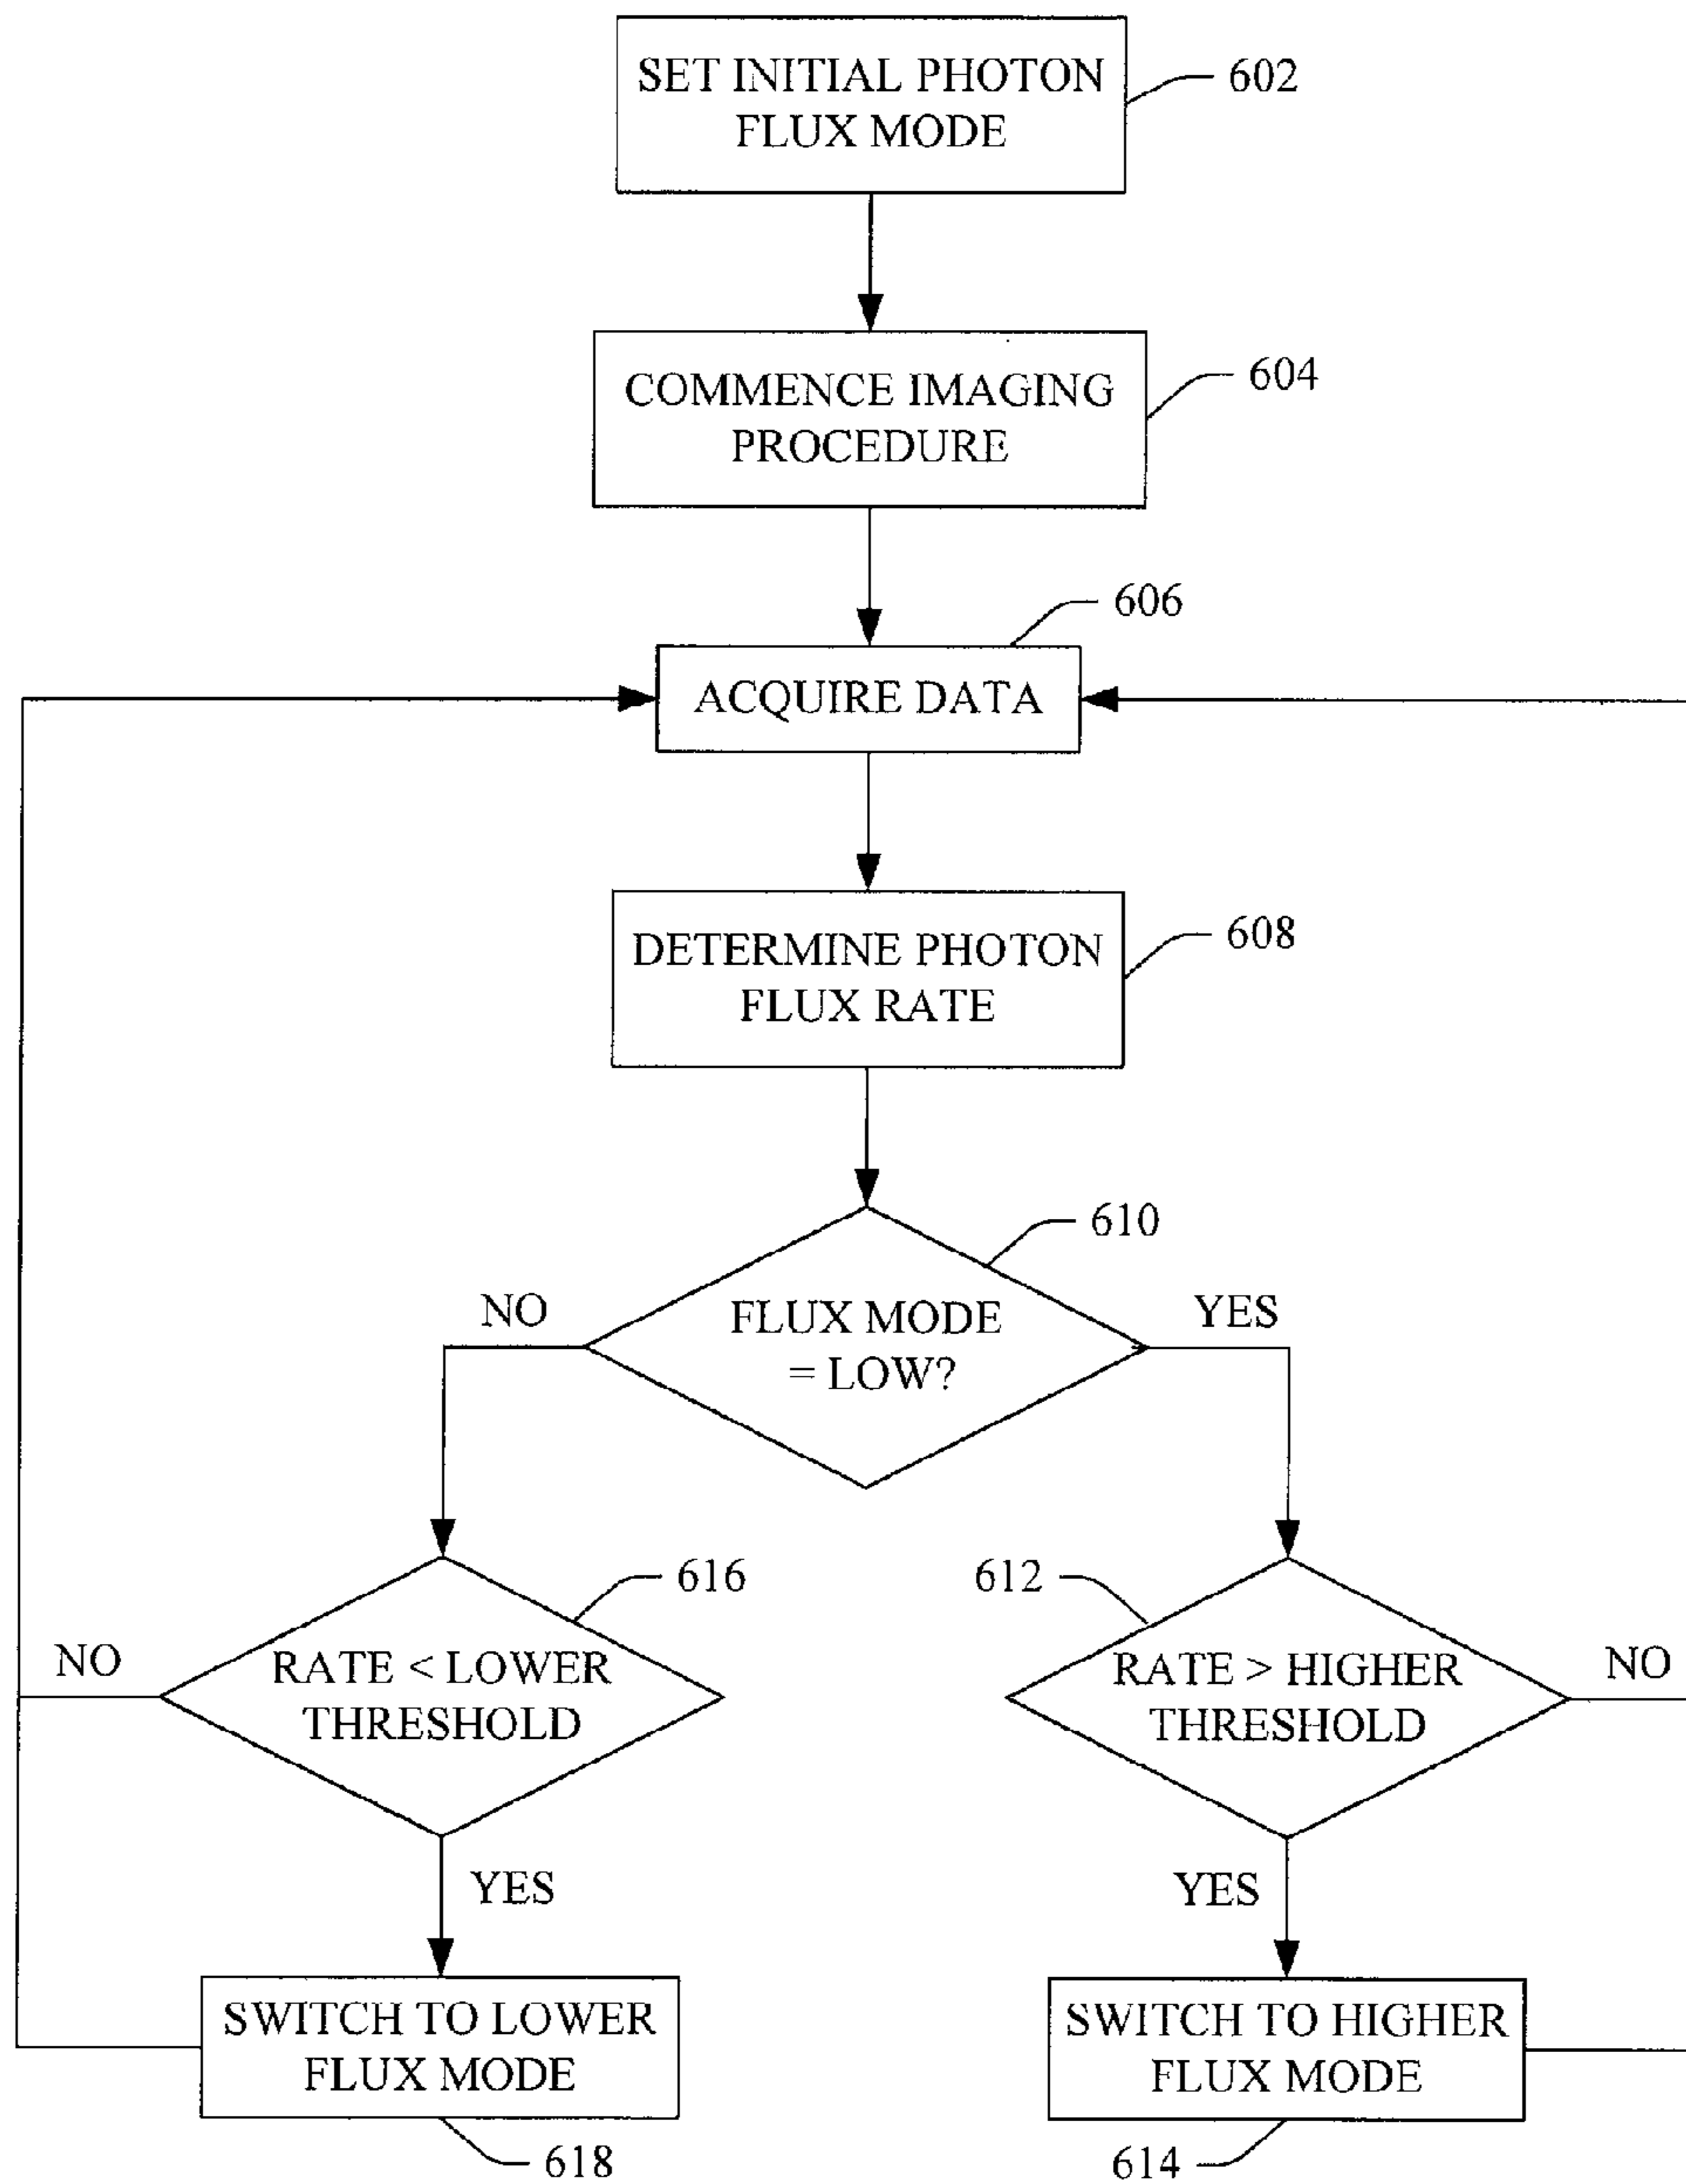 SET INITIAL PHOTON
FLUX MODE
602
COMMENCE IMAGING
PROCEDURE
604
606
ACQUIRE DATA
DETERMINE PHOTON
FLUX RATE
608
610
NO
FLUX MODE
= LOW?
YES
616
612
NO
RATE < LOWER
THRESHOLD
RATE > HIGHER
THRESHOLD
NO
YES
YES
SWITCH TO LOWER
FLUX MODE
SWITCH TO HIGHER
FLUX MODE
618
614